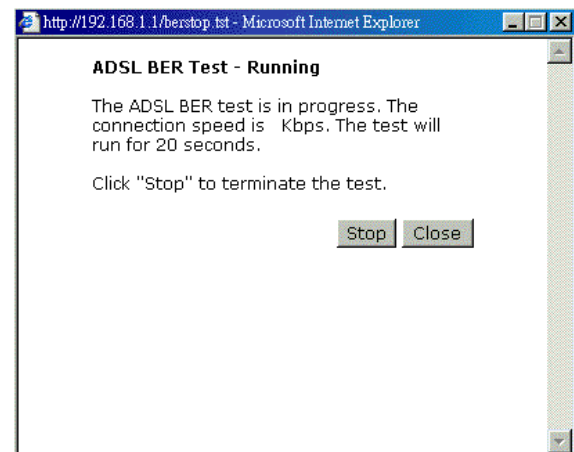 http://192.168.1.1/berstop.tst - Microsoft Internet Explorer
ADSL BER Test - Running
The ADSL BER test is in progress. The
connection speed is   Kbps. The test will
run for 20 seconds.
Click "Stop" to terminate the test.
Stop Close